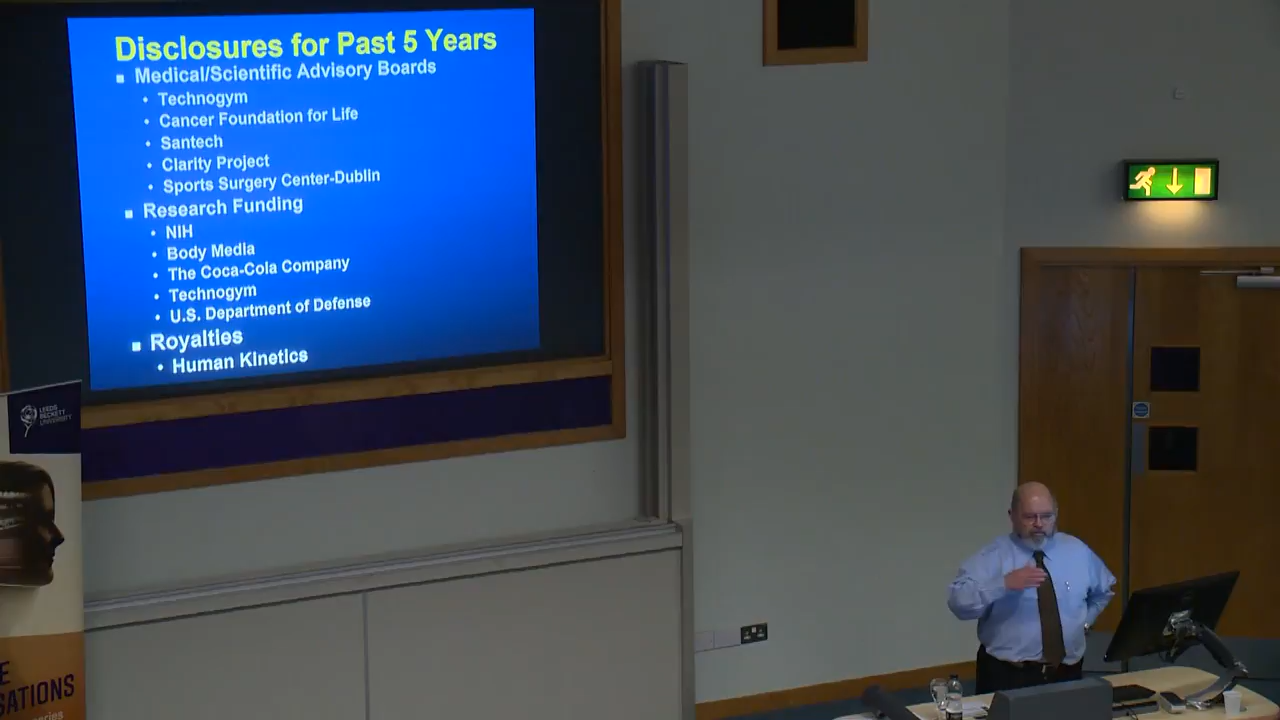 Disclosures for Past 5 Years
Medical/Scientific Advisory Boards
Technogym
Cancer Foundation for Life
Santech
Clarity Project
Sports Surgery Center-Dublin
Research Funding
NIH
Body Media
The Coca-Cola Company
Technogym
U.S. Department of Defense
Royalties
Human Kinetics
LEEDS
BECKETT
UNIVERSITY
E
SATIONS
series